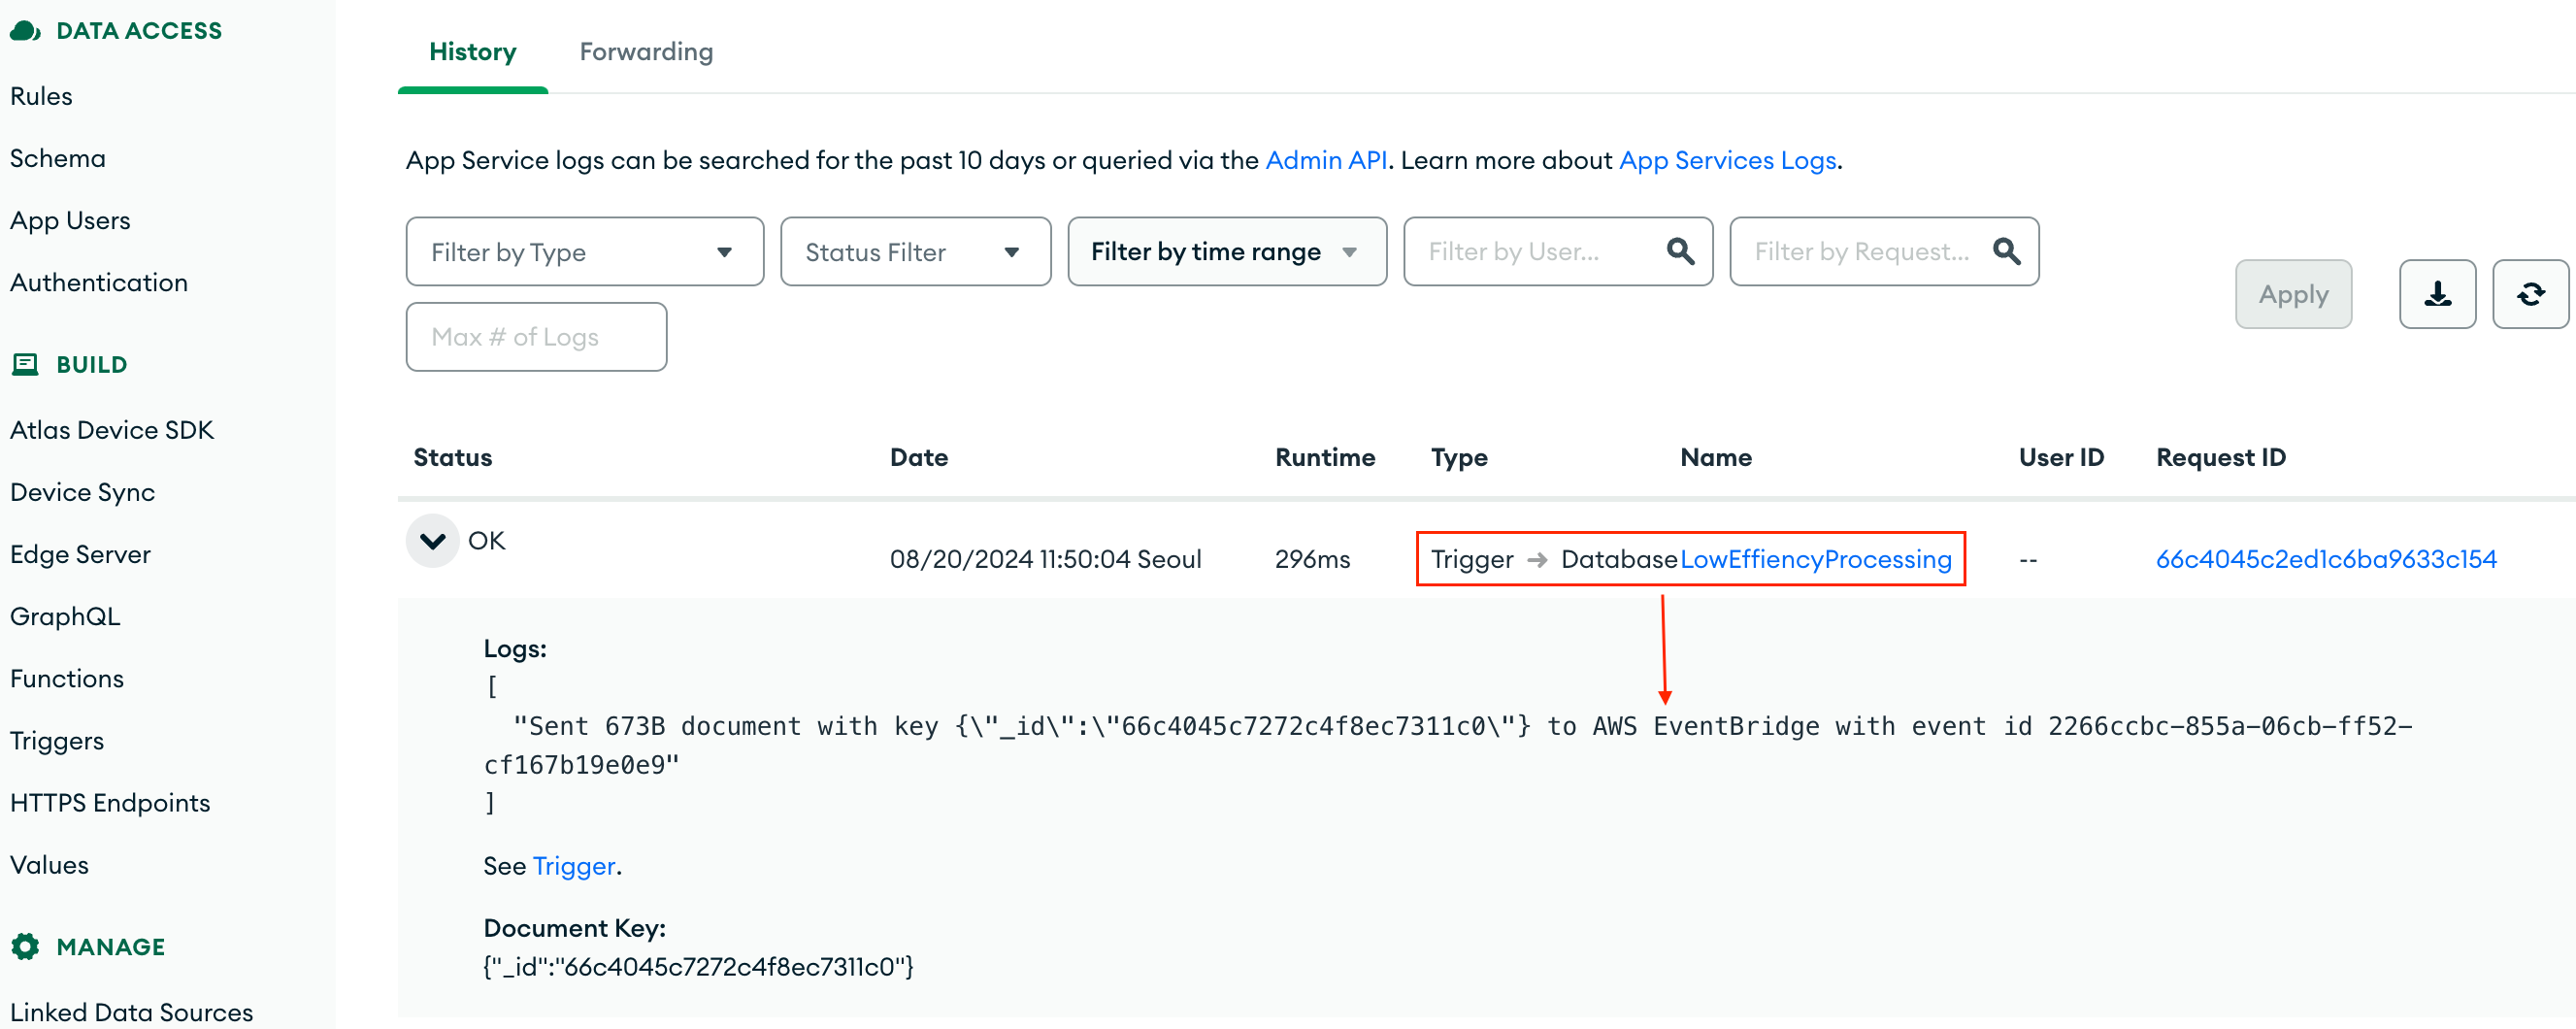 DATA ACCESS
Rules
Schema
App Users
Authentication
BUILD
Atlas Device SDK
Device Sync
Edge Server
GraphQL
Functions
Triggers
HTTPS Endpoints
Values
MANAGE
Linked Data Sources
History
Forwarding
App Service logs can be searched for the past 10 days or queried via the Admin API. Learn more about App Services Logs.
Filter by Type
Status Filter
Filter by time range
Filter by User...
Filter by Request...
Max # of Logs
Apply
Status Date Runtime Type Name User ID Request ID
OK 08/20/2024 11:50:04 Seoul 296ms Trigger → Database LowEffiencyProcessing -- 66c4045c2ed1c6ba9633c154
Logs:
[
"Sent 673B document with key {\"_id\":\"66c4045c7272c4f8ec7311c0\"} to AWS EventBridge with event id 2266ccbc-855a-06cb-ff52-
cf167b19e0e9"
]
See Trigger.
Document Key:
{"_id":"66c4045c7272c4f8ec7311c0"}